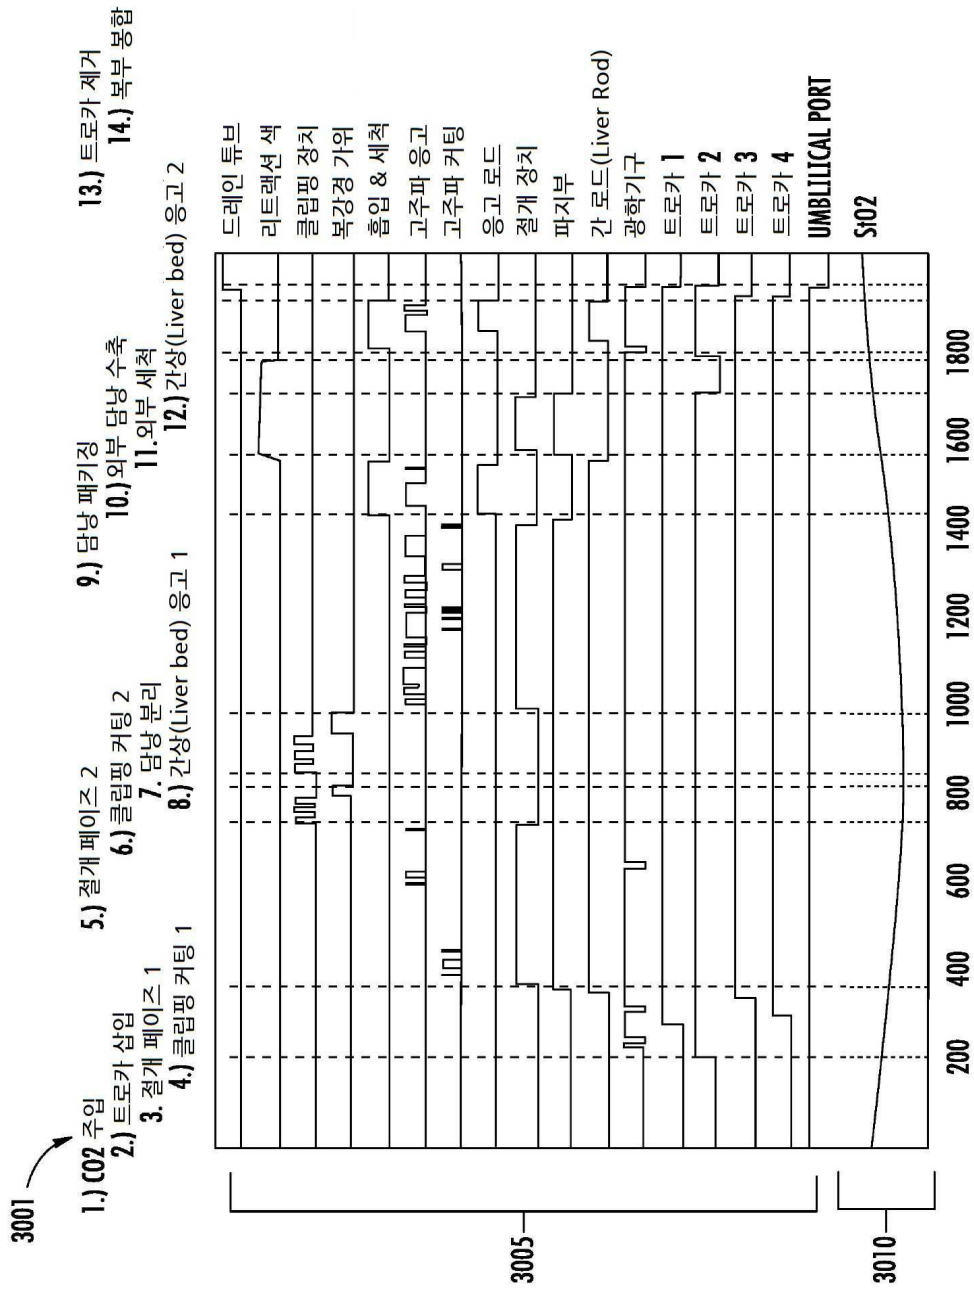 3001
1.) CO2 주입
2.) 트로카 삽입
3. 절개 페이즈 1
4.) 클립핑 커팅 1
5.) 절개 페이즈 2
6.) 클립핑 커팅 2
7. 담낭 분리
8.) 간상(Liver bed) 응고 1
9.) 담낭 패키징
10.) 외부 담낭 수축
11. 외부 세척
12.) 간상(Liver bed) 응고 2
13.) 트로카 제거
14.) 복부 봉합
드레인 튜브
리트랙션 색
클립핑 장치
복강경 가위
흡입 & 세척
고주파 응고
고주파 커팅
응고 로드
절개 장치
파지부
간 로드(Liver Rod)
광학기구
트로카 1
트로카 2
트로카 3
트로카 4
UMBLILICAL PORT
StO2
3005
3010
200
400
600
800
1000
1200
1400
1600
1800